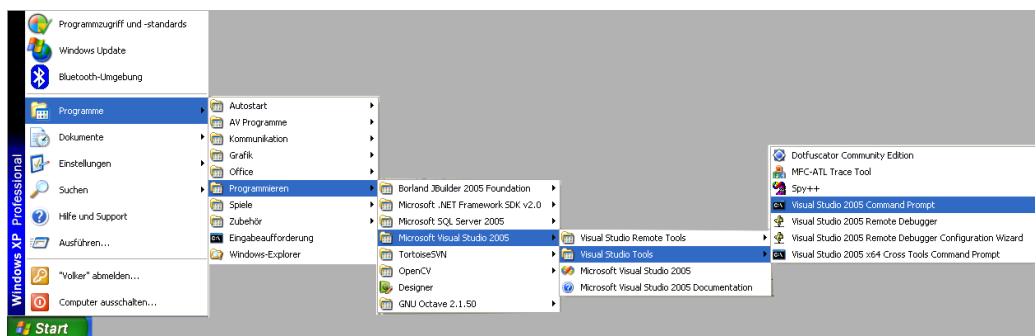 Programmzugriff und -standards
Windows Update
Bluetooth-Umgebung
Programme
Dokumente
Einstellungen
Suchen
Hilfe und Support
Ausführen...
"Volker" abmelden...
Computer ausschalten...
Windows XP Professional
Start
Autostart
AV Programme
Kommunikation
Grafik
Office
Programmieren
Spiele
Zubehör
Eingabeaufforderung
Windows-Explorer
Borland JBuilder 2005 Foundation
Microsoft .NET Framework SDK v2.0
Microsoft SQL Server 2005
Microsoft Visual Studio 2005
TortoiseSVN
OpenCV
Designer
GNU Octave 2.1.50
Visual Studio Remote Tools
Visual Studio Tools
Microsoft Visual Studio 2005
Microsoft Visual Studio 2005 Documentation
Dotfuscator Community Edition
MFC-ATL Trace Tool
Spy++
Visual Studio 2005 Command Prompt
Visual Studio 2005 Remote Debugger
Visual Studio 2005 Remote Debugger Configuration Wizard
Visual Studio 2005 x64 Cross Tools Command Prompt